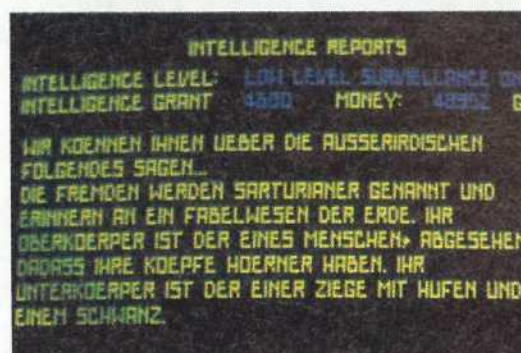 INTELLIGENCE REPORTS
INTELLIGENCE LEVEL: LOW LEVEL SURVEILLANCE ON
INTELLIGENCE GRANT 4600 MONEY: 48952 G
WIR KOENNEN IHNEN UEBER DIE AUSSERIRDISCHEN
FOLGENDES SAGEN...
DIE FREMDEN WERDEN SARTURIANER GENANNT UND
ERINNERN AN EIN FABELWESEN DER ERDE. IHR
OBERKOERPER IST DER EINES MENSCHEN, ABGESEHEN
DADASS IHRE KOEPFE HOERNER HABEN. IHR
UNTERKOERPER IST DER EINER ZIEGE MIT HUFEN UND
EINEM SCHWANZ.